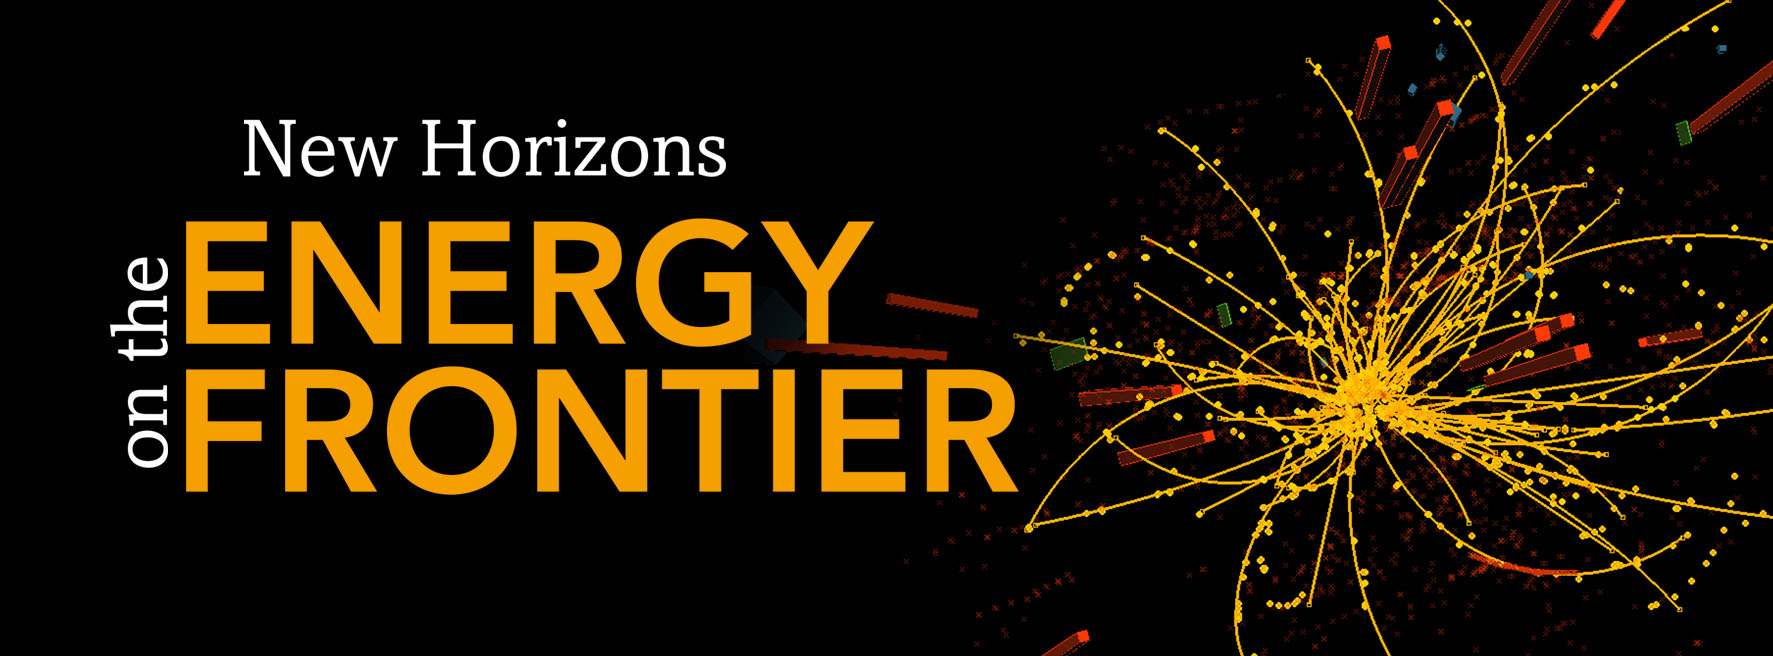 New Horizons
on the
ENERGY
FRONTIER